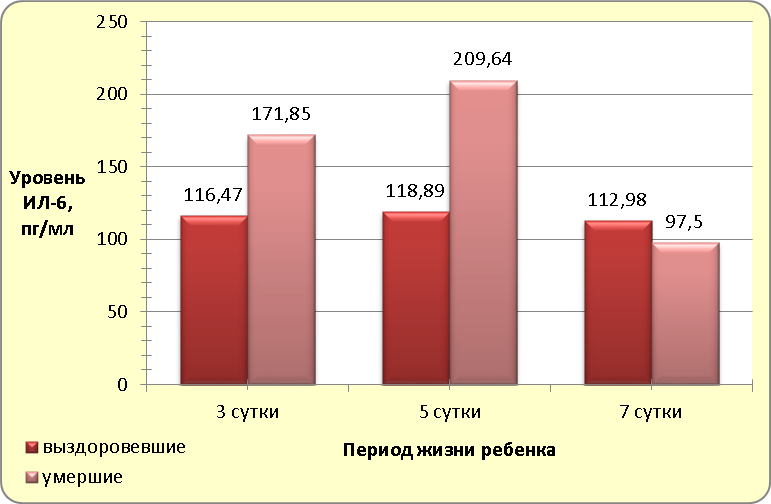 250
200
150
100
50
0
Уровень
ИЛ-6,
пг/мл
116,47
171,85
118,89
209,64
112,98
97,5
3 сутки
5 сутки
7 сутки
Период жизни ребенка
выздоровевшие
умершие